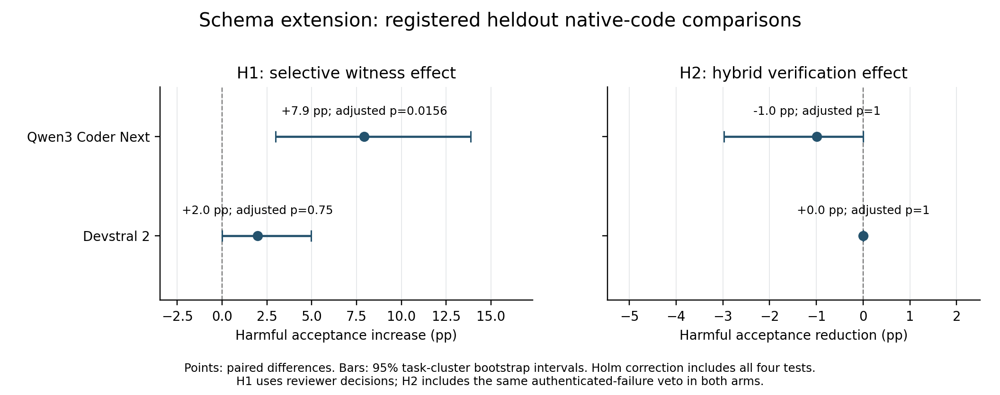 Schema extension: registered heldout native-code comparisons
H1: selective witness effect
+7.9 pp; adjusted p=0.0156
Qwen3 Coder Next
+2.0 pp; adjusted p=0.75
Devstral 2
−2.5 0.0 2.5 5.0 7.5 10.0 12.5 15.0
Harmful acceptance increase (pp)
H2: hybrid verification effect
-1.0 pp; adjusted p=1
+0.0 pp; adjusted p=1
−5 −4 −3 −2 −1 0 1 2
Harmful acceptance reduction (pp)
Points: paired differences. Bars: 95% task-cluster bootstrap intervals. Holm correction includes all four tests.
H1 uses reviewer decisions; H2 includes the same authenticated-failure veto in both arms.